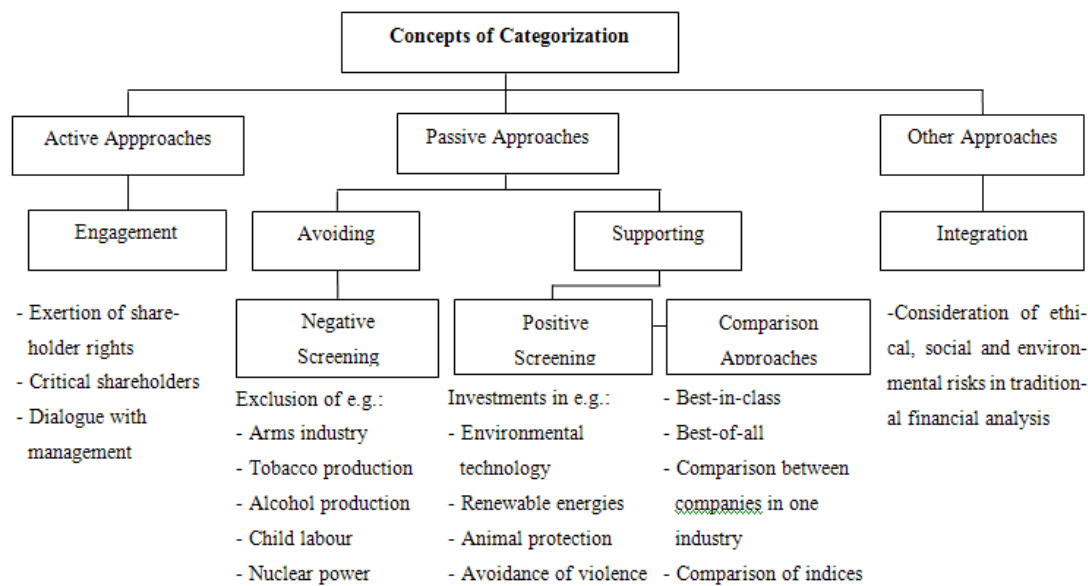 Concepts of Categorization
Active Appproaches
Passive Approaches
Other Approaches
Engagement
Avoiding
Supporting
Integration
- Exertion of share-
holder rights
- Critical shareholders
- Dialogue with
management
Negative
Screening
Exclusion of e.g.:
- Arms industry
- Tobacco production
- Alcohol production
- Child labour
- Nuclear power
Positive
Screening
Investments in e.g.:
- Environmental
technology
- Renewable energies
- Animal protection
- Avoidance of violence
Comparison
Approaches
- Best-in-class
- Best-of-all
- Comparison between
companies in one
industry
- Comparison of indices
-Consideration of ethi-
cal, social and environ-
mental risks in tradition-
al financial analysis